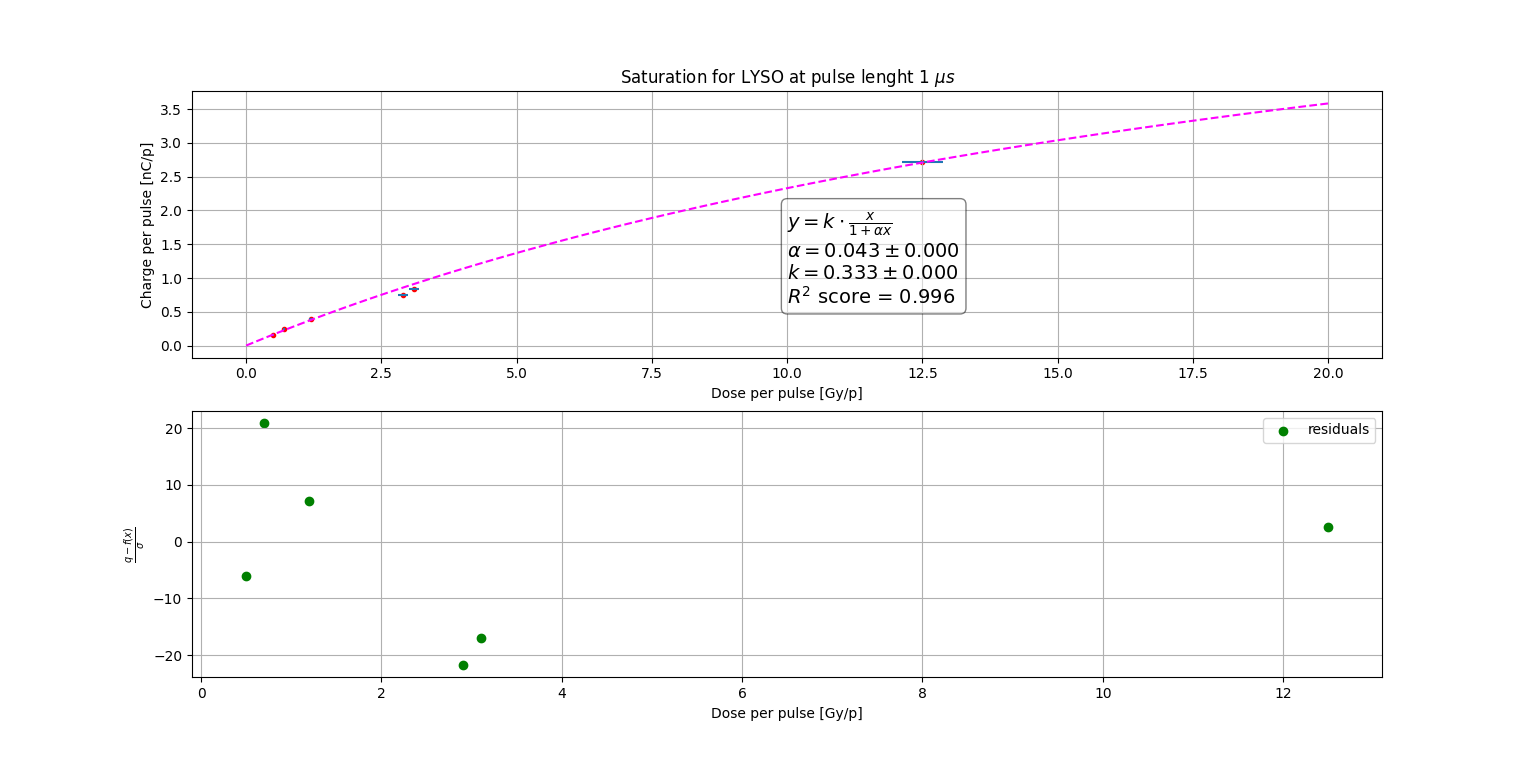 Saturation for LYSO at pulse lenght 1 μs
Charge per pulse [nC/p]
3.5
3.0
2.5
2.0
1.5
1.0
0.5
0.0
y = k · x / 1 + αx
α = 0.043 ± 0.000
k = 0.333 ± 0.000
R² score = 0.996
0.0 2.5 5.0 7.5 10.0 12.5 15.0 17.5 20.0
Dose per pulse [Gy/p]
q − f(x) / σ
20
10
0
−10
−20
residuals
0 2 4 6 8 10 12
Dose per pulse [Gy/p]